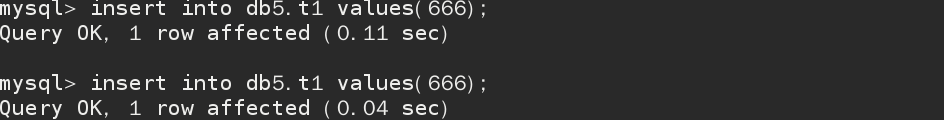 mysql> insert into db5.t1 values(666);
Query OK, 1 row affected (0.11 sec)
mysql> insert into db5.t1 values(666);
Query OK, 1 row affected (0.04 sec)